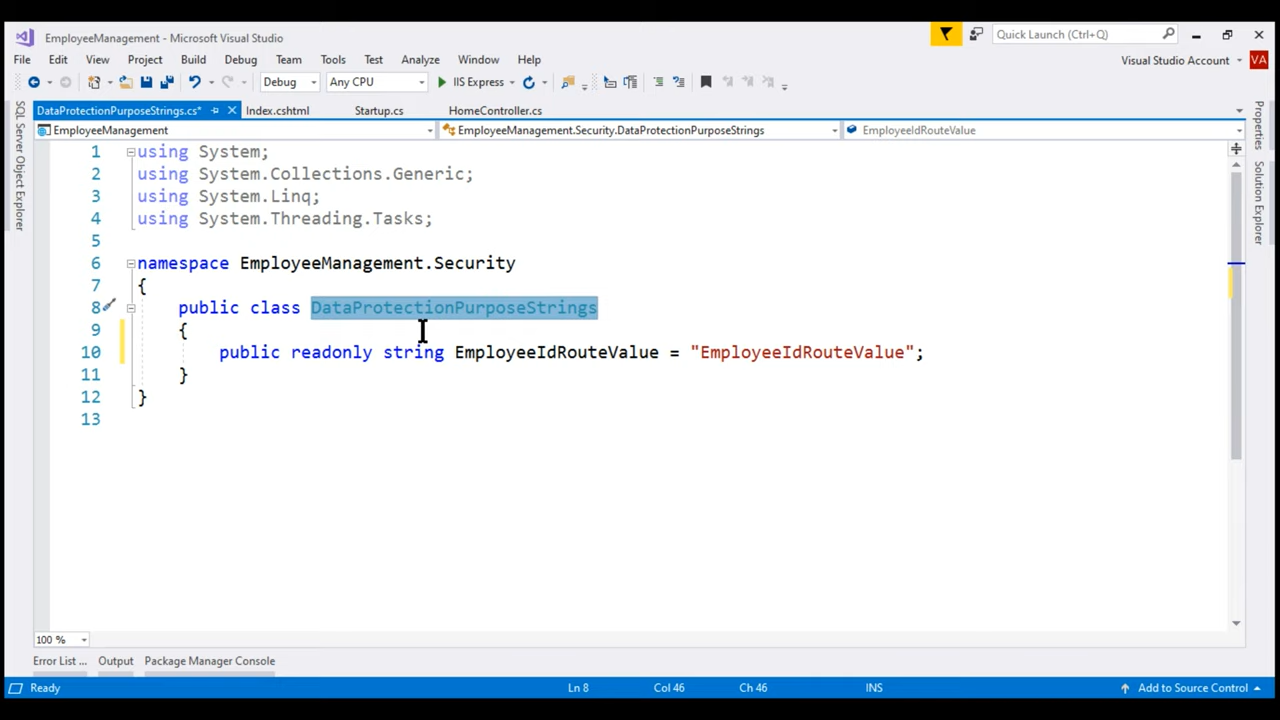 EmployeeManagement - Microsoft Visual Studio
Quick Launch (Ctrl+Q)
File Edit View Project Build Debug Team Tools Test Analyze Window Help
Visual Studio Account
VA
Debug Any CPU IIS Express
DataProtectionPurposeStrings.cs* Index.cshtml Startup.cs HomeController.cs
EmployeeManagement EmployeeManagement.Security.DataProtectionPurposeStrings EmployeeIdRouteValue
SQL Server Object Explorer
Properties
Solution Explorer
1 using System;
2 using System.Collections.Generic;
3 using System.Linq;
4 using System.Threading.Tasks;
5
6 namespace EmployeeManagement.Security
7 {
8 public class DataProtectionPurposeStrings
9 {
10 public readonly string EmployeeIdRouteValue = "EmployeeIdRouteValue";
11 }
12 }
13
100 %
Error List ... Output Package Manager Console
Ready Ln 8 Col 46 Ch 46 INS Add to Source Control